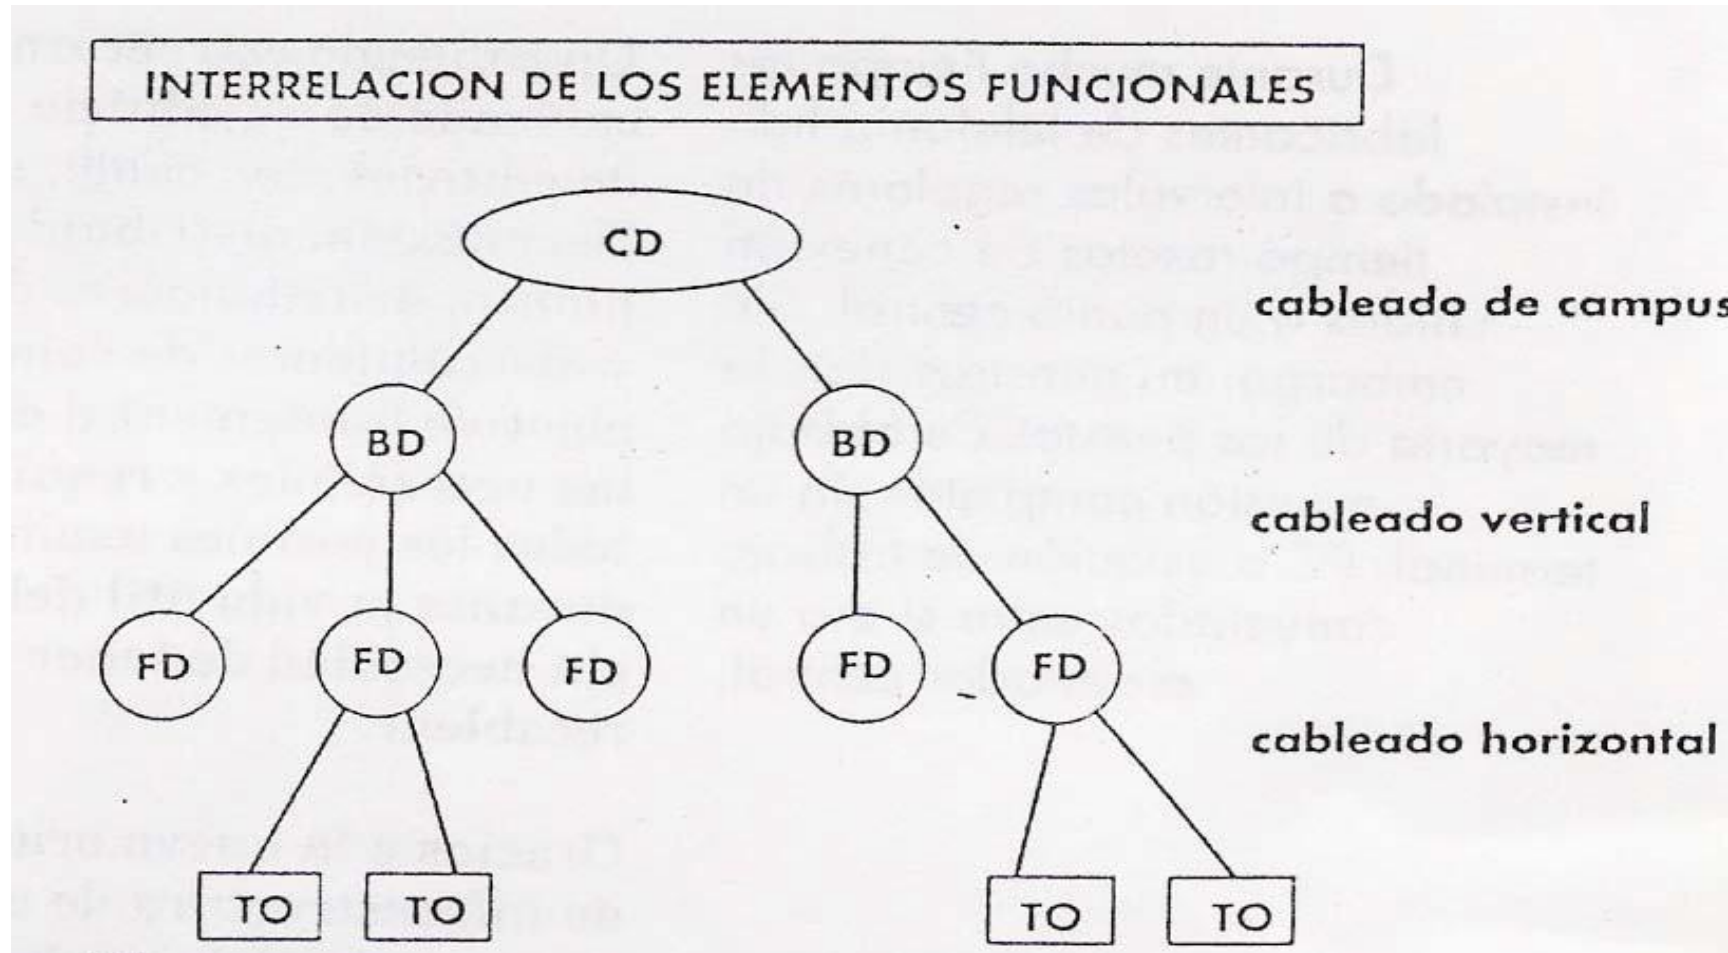 INTERRELACION DE LOS ELEMENTOS FUNCIONALES
CD
cableado de campus
BD BD
cableado vertical
FD FD FD FD FD
cableado horizontal
TO TO TO TO